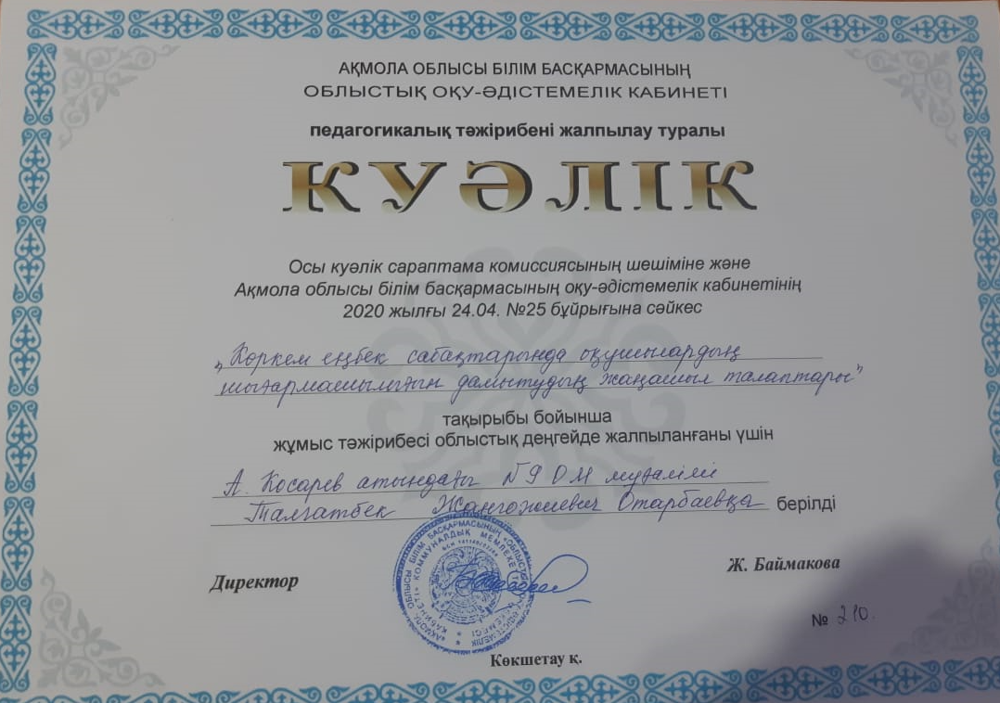 АҚМОЛА ОБЛЫСЫ БІЛІМ БАСҚАРМАСЫНЫҢ
ОБЛЫСТЫҚ ОҚУ-ӘДІСТЕМЕЛІК КАБИНЕТІ
педагогикалық тәжірибені жалпылау туралы
КУӘЛІК
Осы куәлік сараптама комиссиясының шешіміне және
Ақмола облысы білім басқармасының оқу-әдістемелік кабинетінің
2020 жылғы 24.04. №25 бұйрығына сәйкес
„Көркем еңбек сабақтарында оқушылардың
шығармашылығын дамытудың жаңашыл талаптары”
тақырыбы бойынша
жұмыс тәжірибесі облыстық деңгейде жалпыланғаны үшін
А. Косарев атындағы №9 ОМ мұғалімі
Талғатбек Отарбаевқа берілді
Директор
Ж. Баймакова
№ 210.
Көкшетау қ.